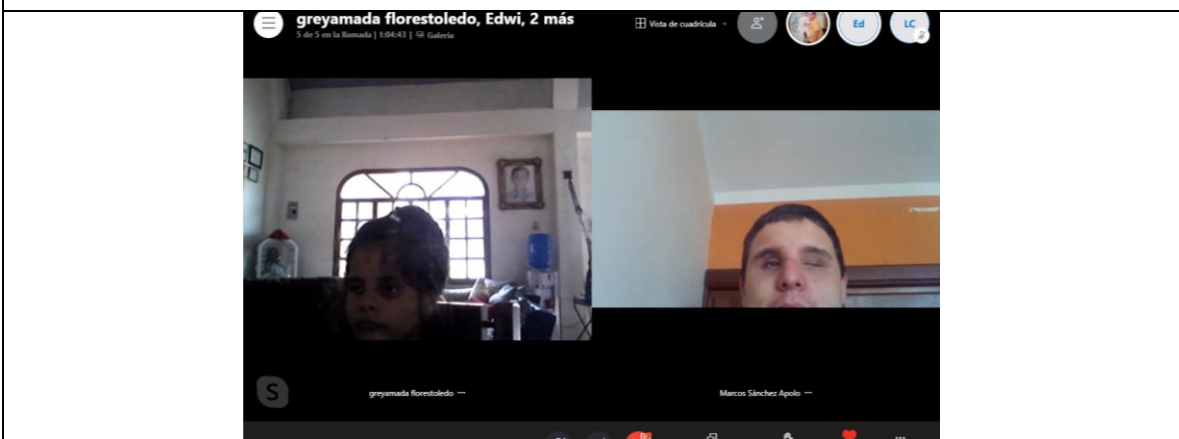 greyamada florestoledo, Edwi, 2 más
5 de 5 en la llamada | 1:04:43 | Galería
Vista de cuadrícula
Ed
LC
S
greyamada florestoledo ···
Marcos Sánchez Apolo ···